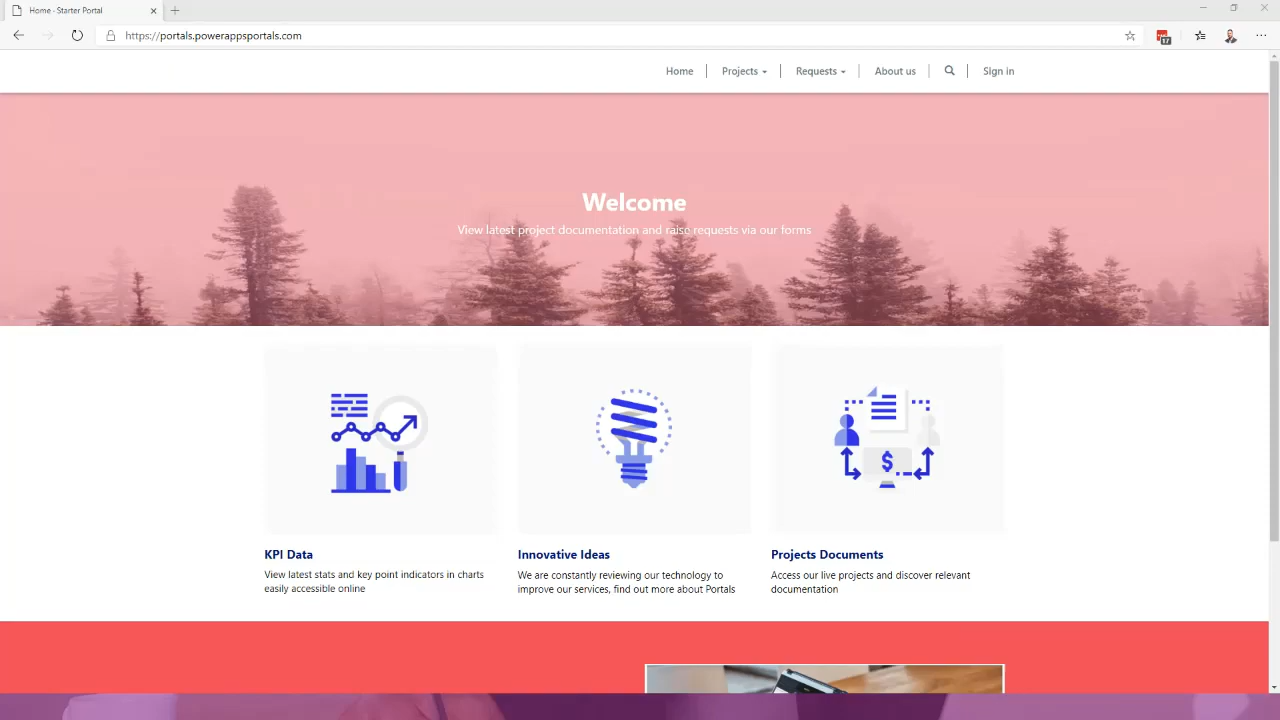 Home - Starter Portal
https://portals.powerappsportals.com
17
Home
Projects
Requests
About us
Sign in
Welcome
View latest project documentation and raise requests via our forms
$
KPI Data
View latest stats and key point indicators in charts
easily accessible online
Innovative Ideas
We are constantly reviewing our technology to
improve our services, find out more about Portals
Projects Documents
Access our live projects and discover relevant
documentation